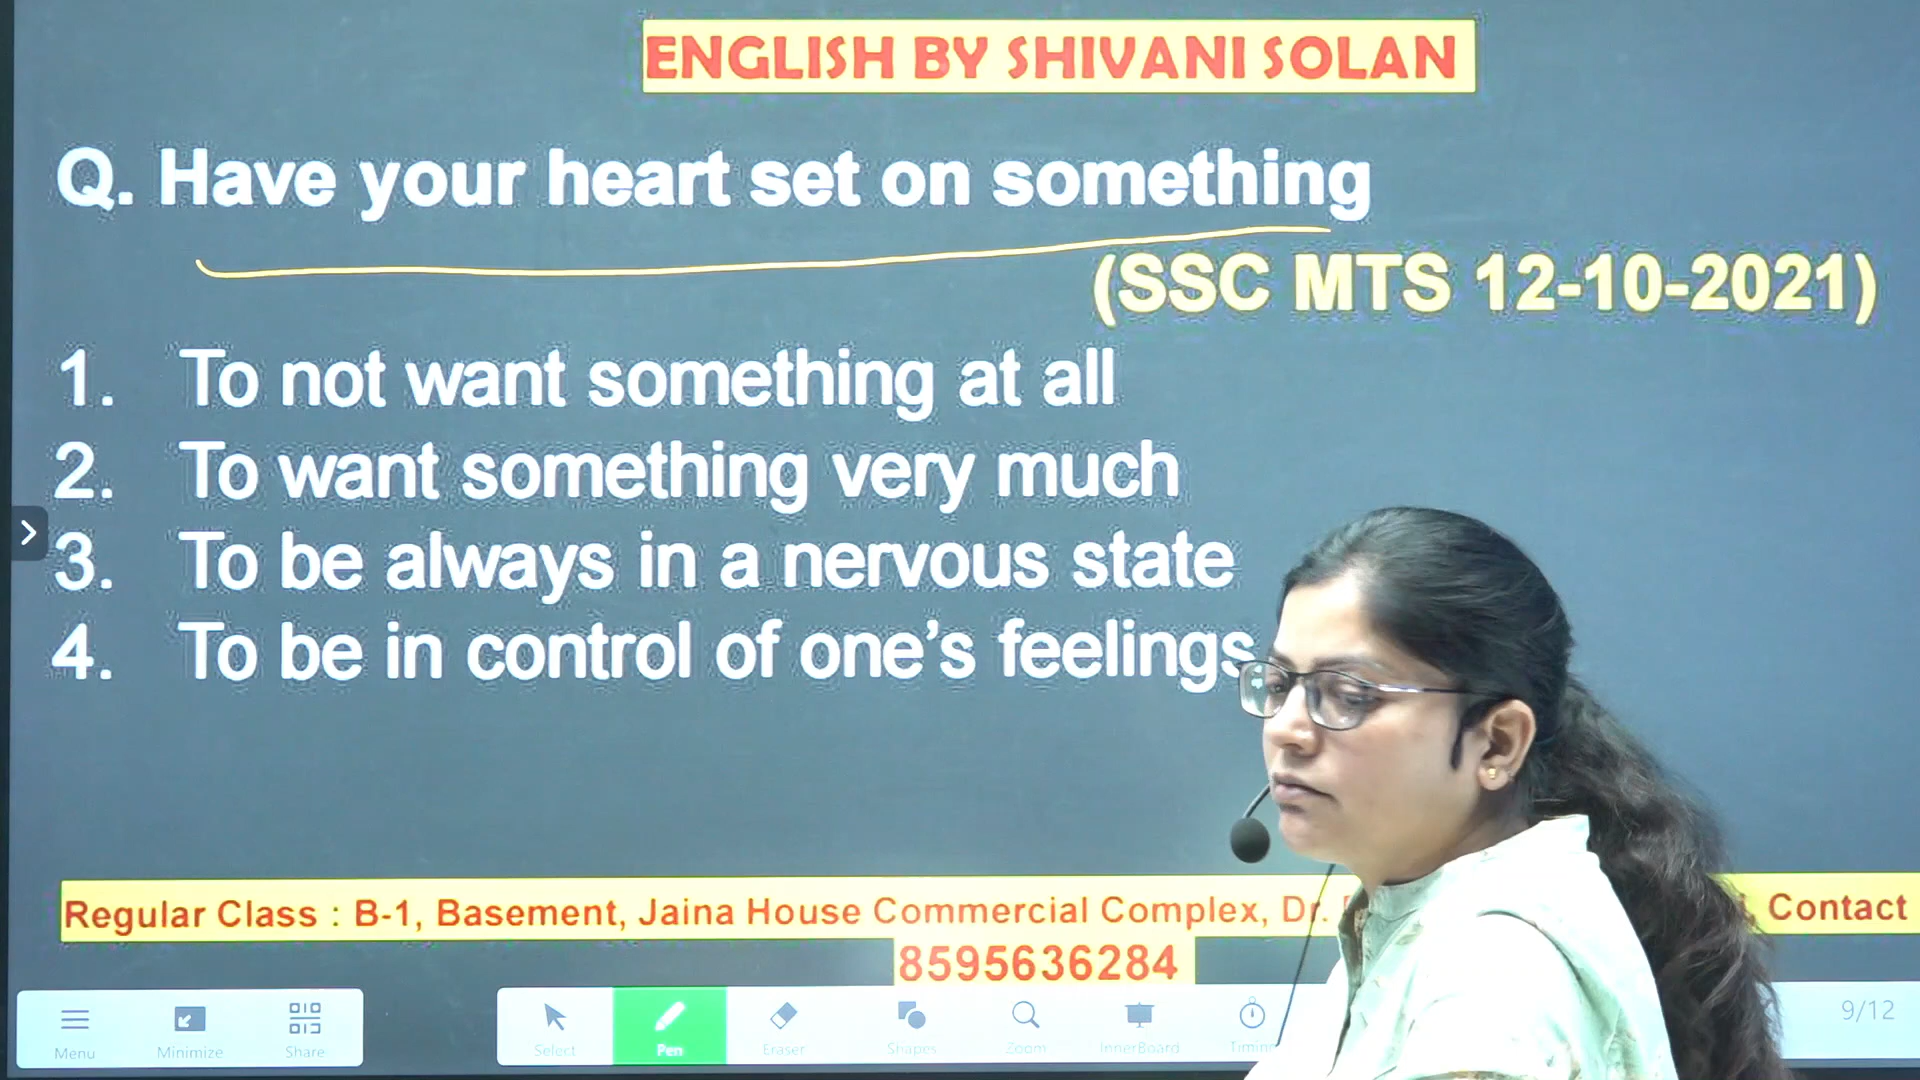 ENGLISH BY SHIVANI SOLAN
Q. Have your heart set on something
(SSC MTS 12-10-2021)
1. To not want something at all
2. To want something very much
3. To be always in a nervous state
4. To be in control of one's feelings
Regular Class : B-1, Basement, Jaina House Commercial Complex, Dr. Contact
8595636284
Menu Minimize Share Select Pen Eraser Shapes Zoom InnerBoard 9/12